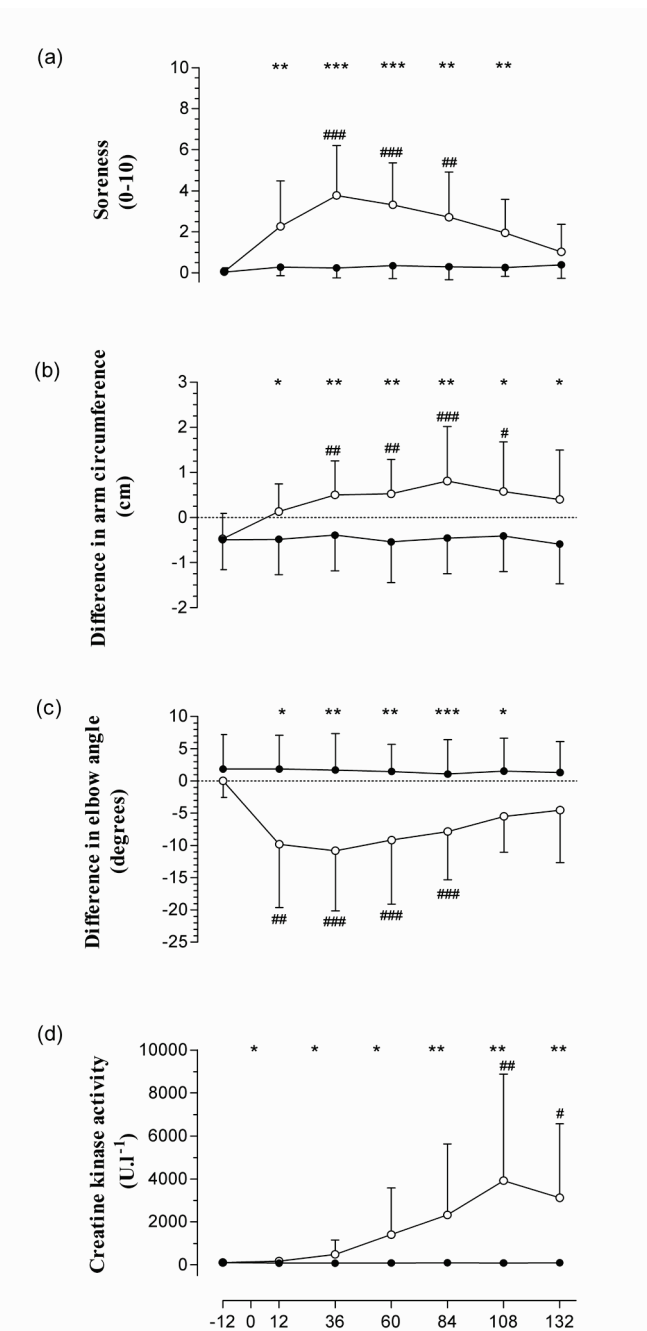 (a)
Soreness
(0-10)
10
8
6
4
2
0
** *** *** ** **
### ### ##
(b)
Difference in arm circumference
(cm)
3
2
1
0
-1
-2
* ** ** ** * *
## ## ### #
(c)
Difference in elbow angle
(degrees)
10
5
0
-5
-10
-15
-20
-25
* ** ** *** *
## ### ### ###
(d)
Creatine kinase activity
(U.l-1)
10000
8000
6000
4000
2000
0
* * * ** ** **
## #
-12 0 12 36 60 84 108 132